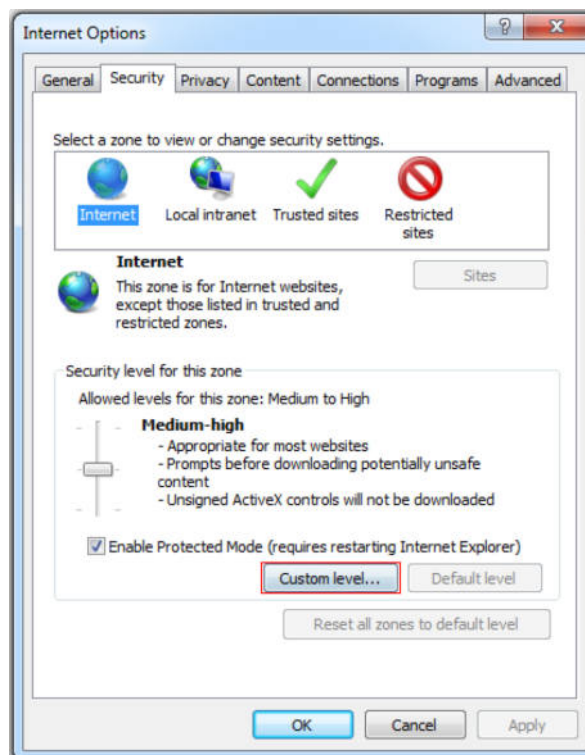 Internet Options
General Security Privacy Content Connections Programs Advanced
Select a zone to view or change security settings.
Internet Local intranet Trusted sites Restricted
sites
Internet
This zone is for Internet websites,
except those listed in trusted and
restricted zones.
Sites
Security level for this zone
Allowed levels for this zone: Medium to High
Medium-high
- Appropriate for most websites
- Prompts before downloading potentially unsafe
content
- Unsigned ActiveX controls will not be downloaded
Enable Protected Mode (requires restarting Internet Explorer)
Custom level... Default level
Reset all zones to default level
OK Cancel Apply